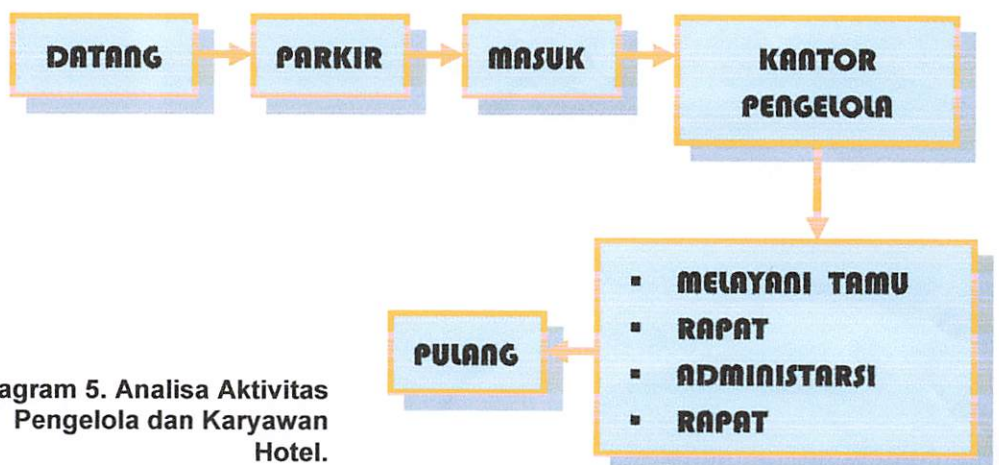 DATANG
PARKIR
MASUK
KANTOR
PENGELOLA
▪ MELAYANI TAMU
▪ RAPAT
▪ ADMINISTARSI
▪ RAPAT
PULANG
agram 5. Analisa Aktivitas
Pengelola dan Karyawan
Hotel.